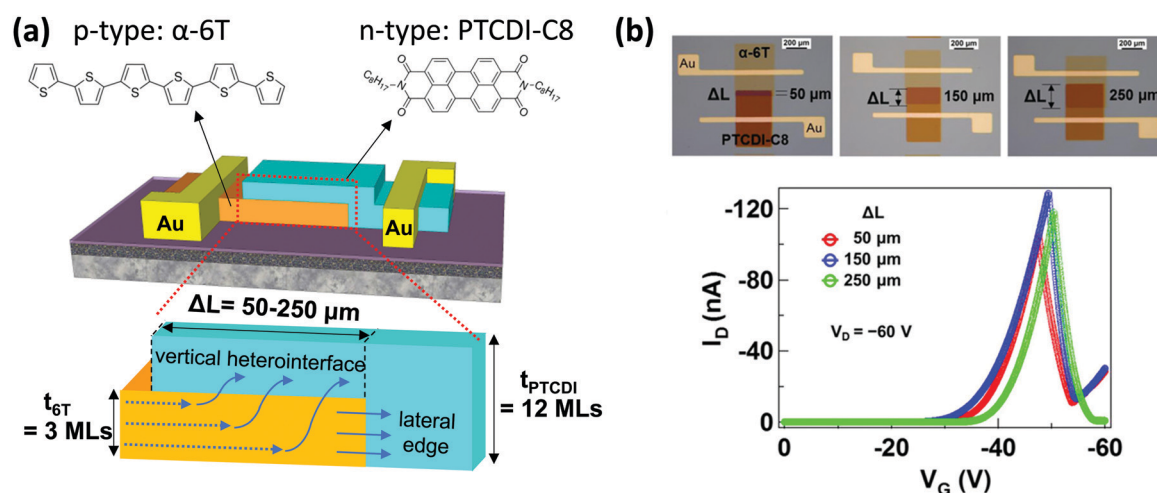 (a)
p-type: α-6T
n-type: PTCDI-C8
S
S
S
S
S
S
C₈H₁₇
N
O
O
O
O
N
C₈H₁₇
Au
Au
ΔL= 50-250 µm
vertical heterointerface
t6T
= 3 MLs
lateral
edge
tPTCDI
= 12 MLs
(b)
200 µm
Au
α-6T
ΔL
50 µm
Au
PTCDI-C8
200 µm
ΔL
150 µm
200 µm
ΔL
250 µm
-120
-80
-40
0
ID (nA)
ΔL
50 µm
150 µm
250 µm
VD = −60 V
0
-20
-40
-60
VG (V)